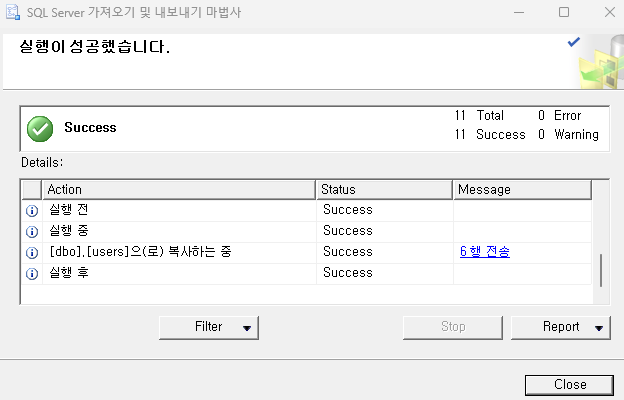 SQL Server 가져오기 및 내보내기 마법사
실행이 성공했습니다.
Success
11 Total 0 Error
11 Success 0 Warning
Details:
Action Status Message
실행 전 Success
실행 중 Success
[dbo].[users]으(로) 복사하는 중 Success 6 행 전송
실행 후 Success
Filter Stop Report
Close